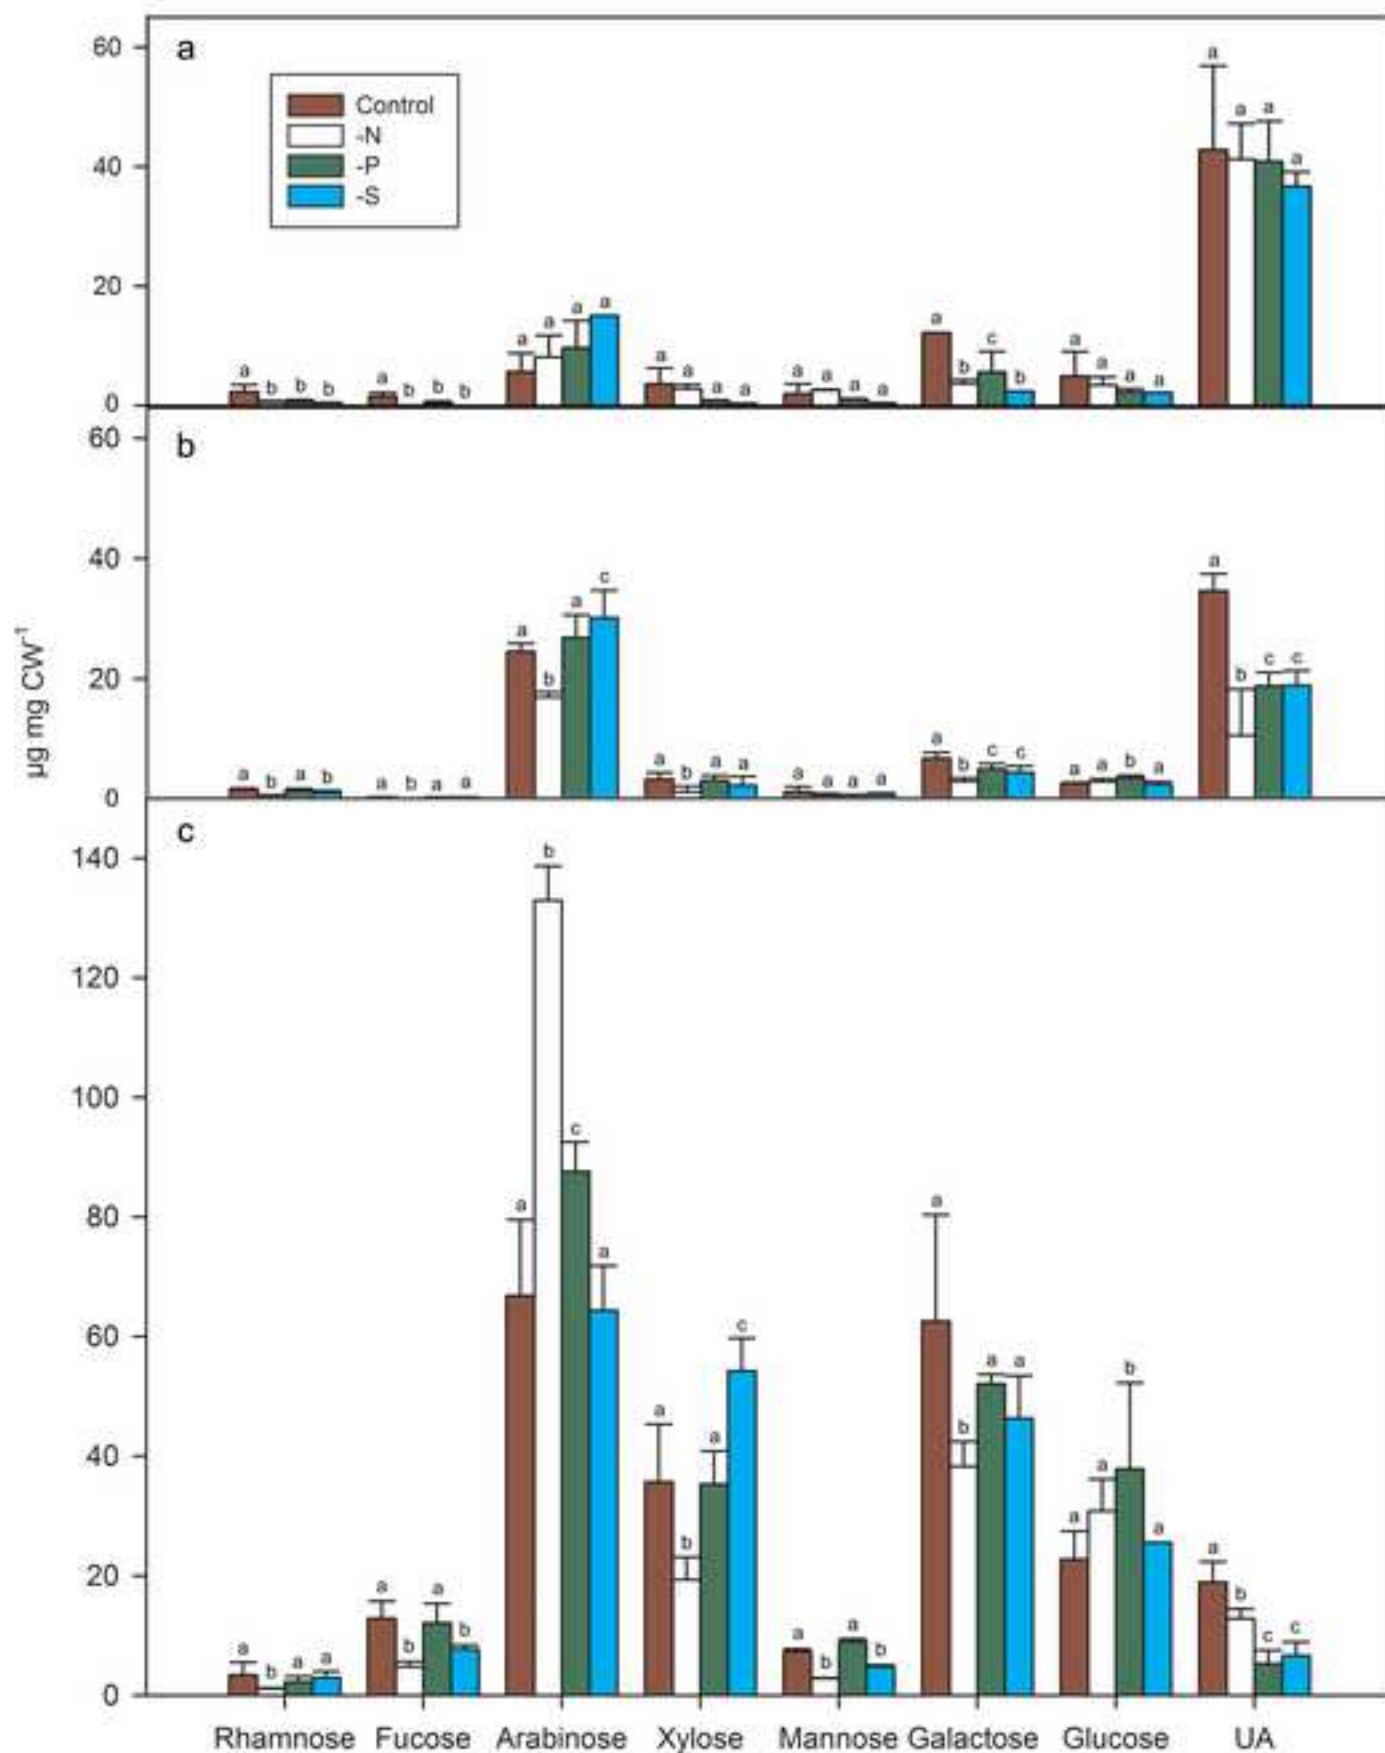 a
Control
-N
-P
-S
60
40
20
0
a b b b
a b b b
a a a a
a a a a
a a a a
a b c b
a a a a
a a a a
b
60
40
20
0
a b a b
a b a a
a b a c
a b a a
a a a a
a b c c
a a b a
a b c c
µg mg CW⁻¹
c
140
120
100
80
60
40
20
0
a b a a
a b a b
a b c a
a b a c
a b a b
a b a a
a a b a
a b c c
Rhamnose Fucose Arabinose Xylose Mannose Galactose Glucose UA